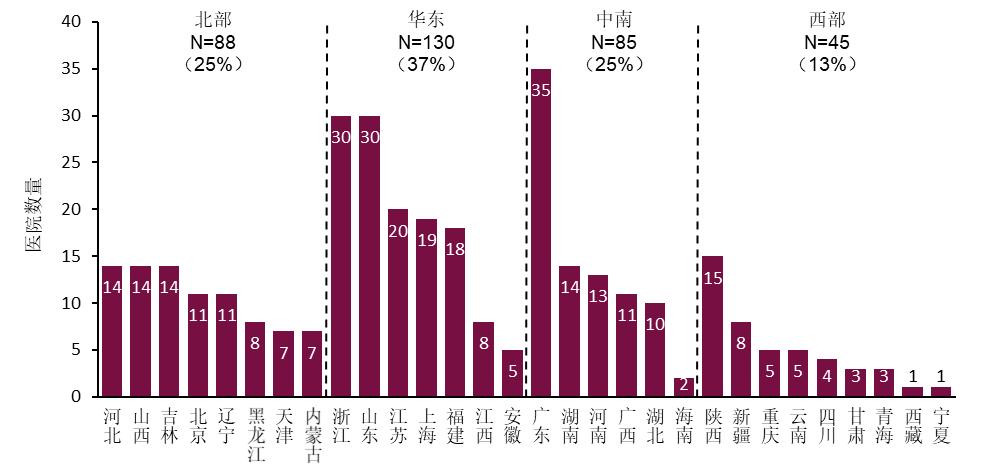 北部
N=88
（25%）
华东
N=130
（37%）
中南
N=85
（25%）
西部
N=45
（13%）
医院数量
40
35
30
25
20
15
10
5
0
14
14
14
11
11
8
7
7
30
30
20
19
18
8
5
35
14
13
11
10
2
15
8
5
5
4
3
3
1
1
河北
山西
吉林
北京
辽宁
黑龙江
天津
内蒙古
浙江
山东
江苏
上海
福建
江西
安徽
广东
湖南
河南
广西
湖北
海南
陕西
新疆
重庆
云南
四川
甘肃
青海
西藏
宁夏